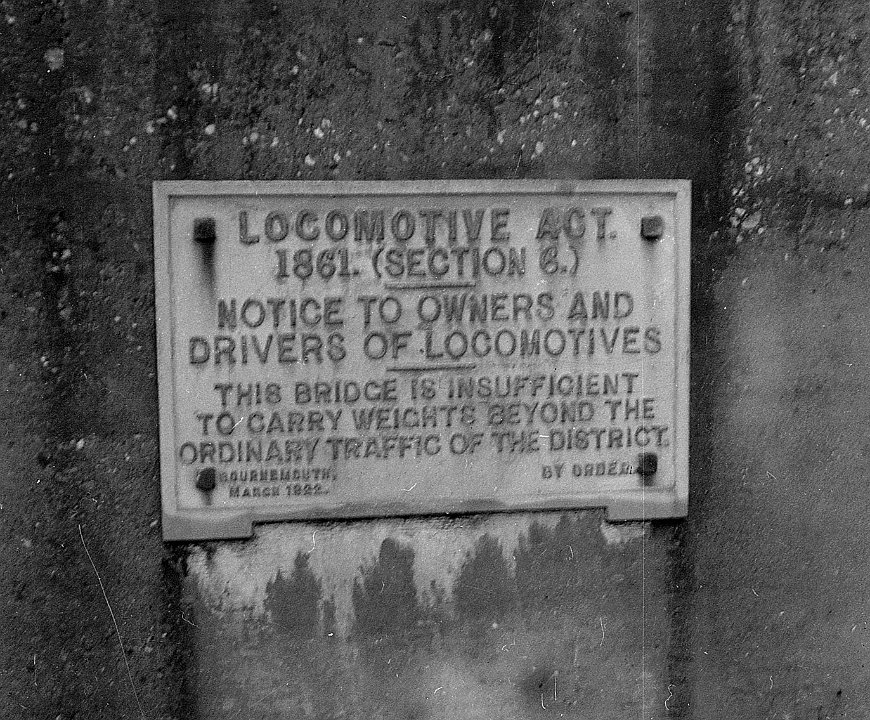 LOCOMOTIVE ACT.
1861. (SECTION 6.)
NOTICE TO OWNERS AND
DRIVERS OF LOCOMOTIVES
THIS BRIDGE IS INSUFFICIENT
TO CARRY WEIGHTS BEYOND THE
ORDINARY TRAFFIC OF THE DISTRICT.
BOURNEMOUTH, BY ORDER.
MARCH